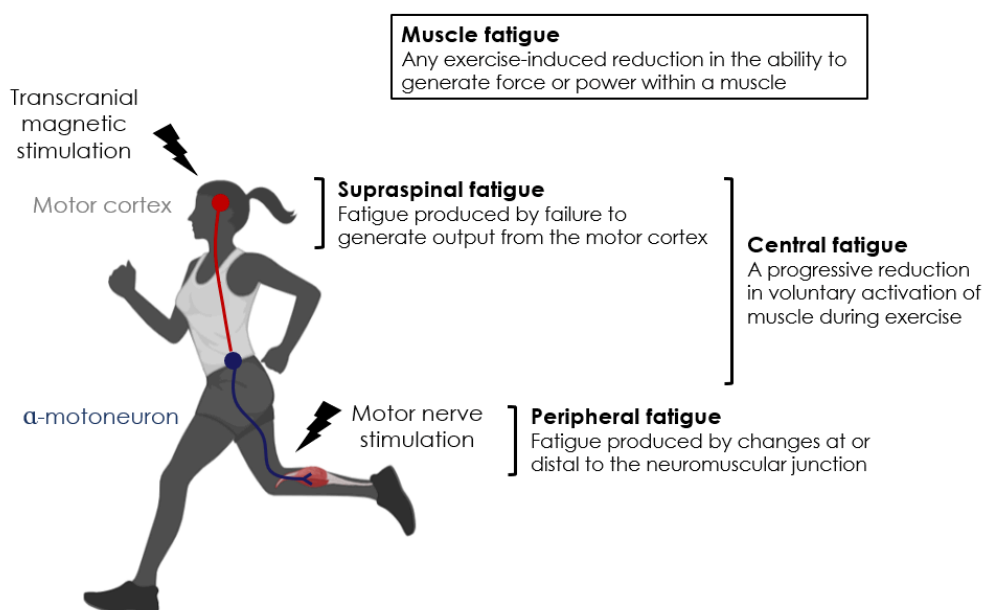 Muscle fatigue
Any exercise-induced reduction in the ability to
generate force or power within a muscle
Transcranial
magnetic
stimulation
Motor cortex
Supraspinal fatigue
Fatigue produced by failure to
generate output from the motor cortex
Central fatigue
A progressive reduction
in voluntary activation of
muscle during exercise
α-motoneuron
Motor nerve
stimulation
Peripheral fatigue
Fatigue produced by changes at or
distal to the neuromuscular junction